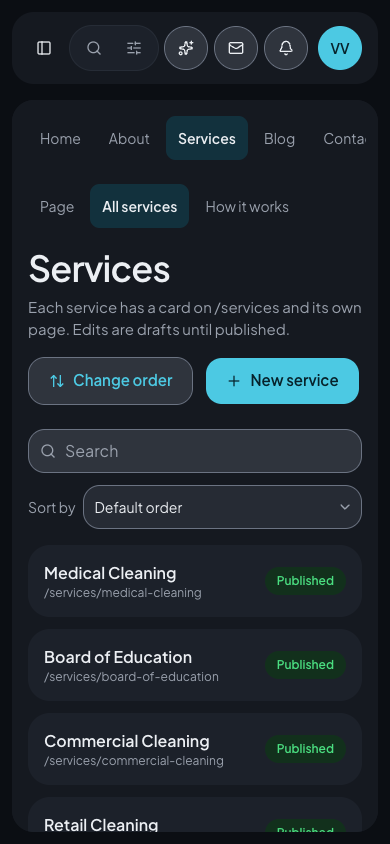 VV
Home About Services Blog Contac
Page All services How it works
Services
Each service has a card on /services and its own
page. Edits are drafts until published.
Change order New service
Search
Sort by Default order
Medical Cleaning
/services/medical-cleaning
Published
Board of Education
/services/board-of-education
Published
Commercial Cleaning
/services/commercial-cleaning
Published
Retail Cleaning
Published